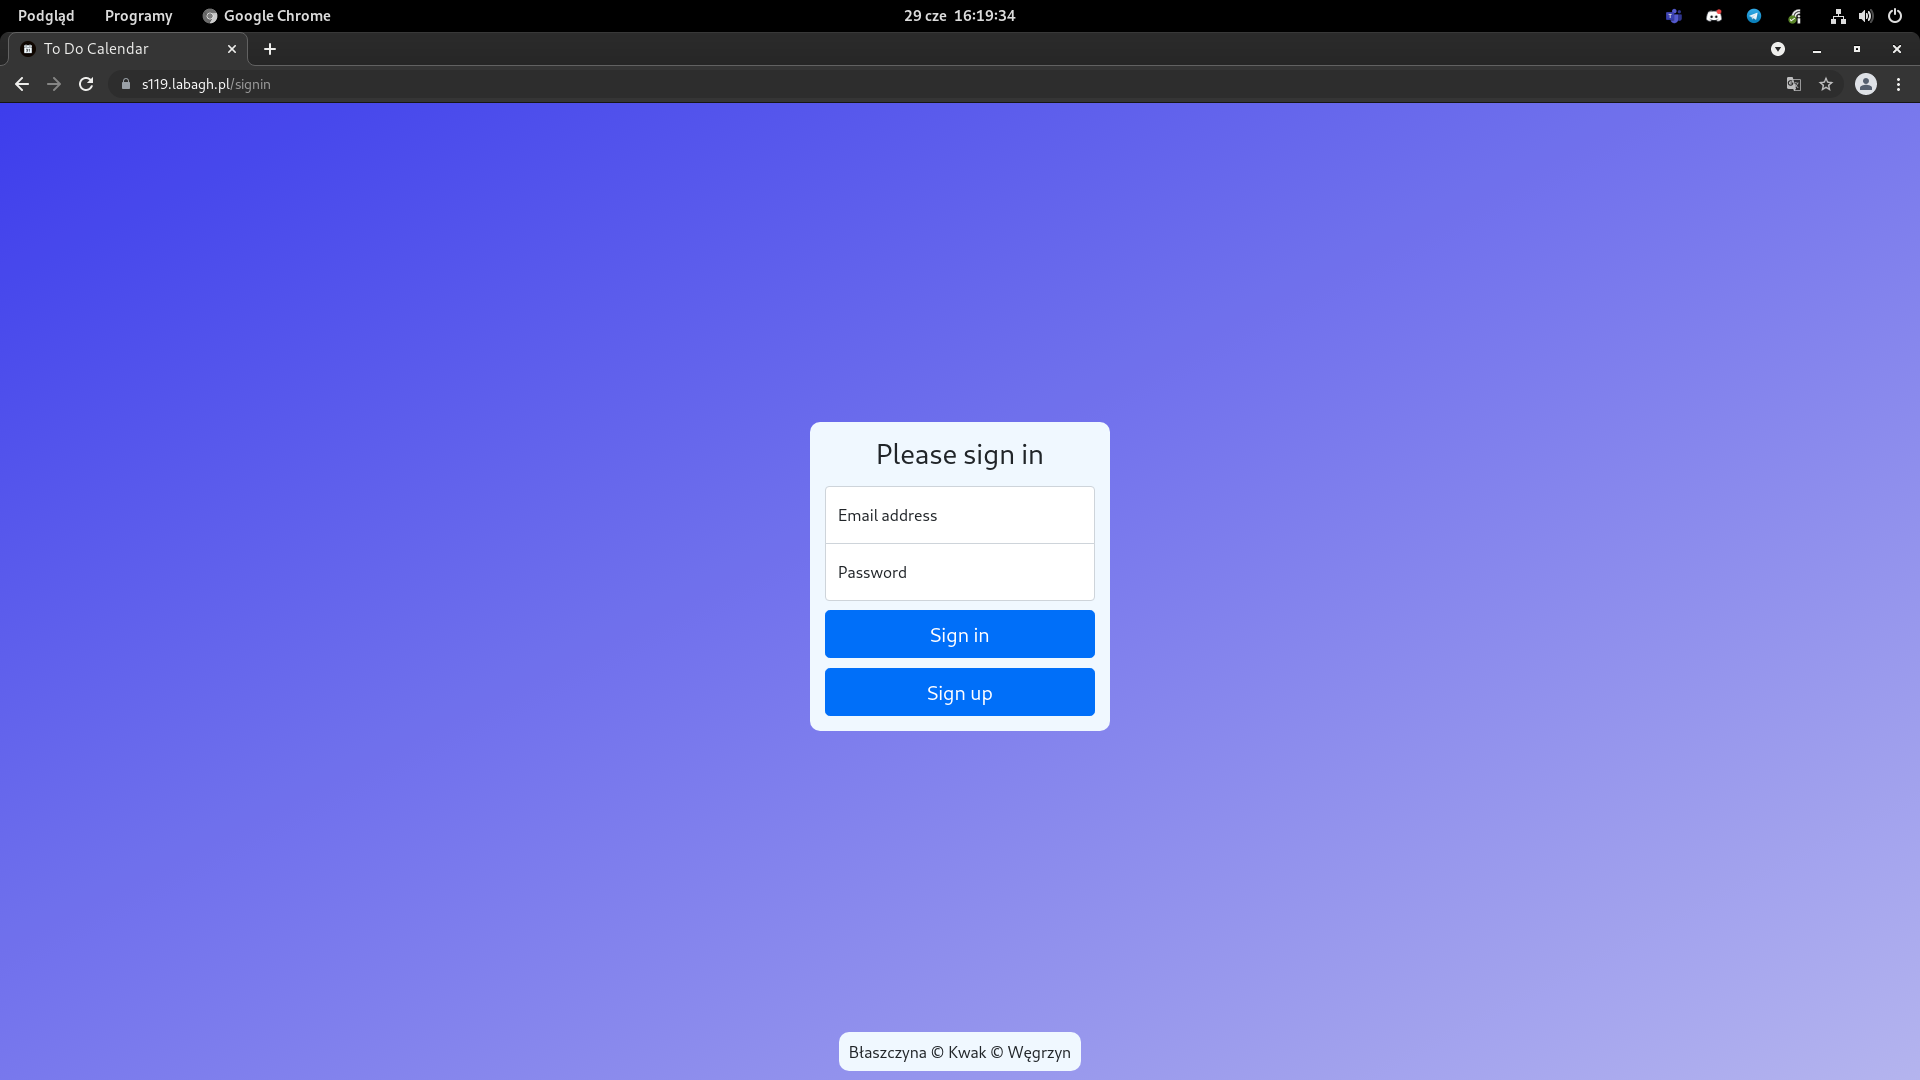 Podgląd Programy Google Chrome 29 cze 16:19:34
To Do Calendar
s119.labagh.pl/signin
Please sign in
Email address
Password
Sign in
Sign up
Błaszczyna © Kwak © Węgrzyn